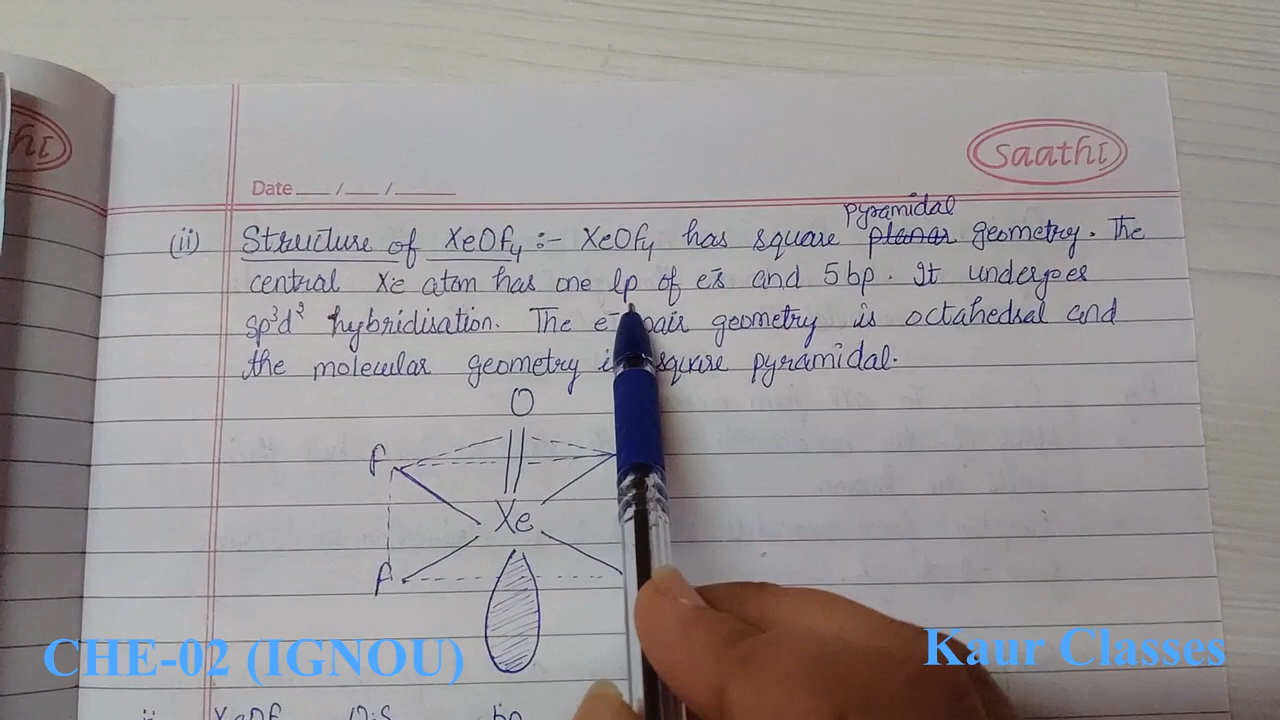 saathi
Date ___ / ___ / ______
pyramidal
(ii) Structure of XeOF4 :- XeOF4 has square planar geometry. The
central Xe atom has one lp of es and 5 bp. It undergoes
sp3d2 hybridisation. The e- pair geometry is octahedral and
the molecular geometry is square pyramidal.
O
F
Xe
F
CHE-02 (IGNOU)
Kaur Classes